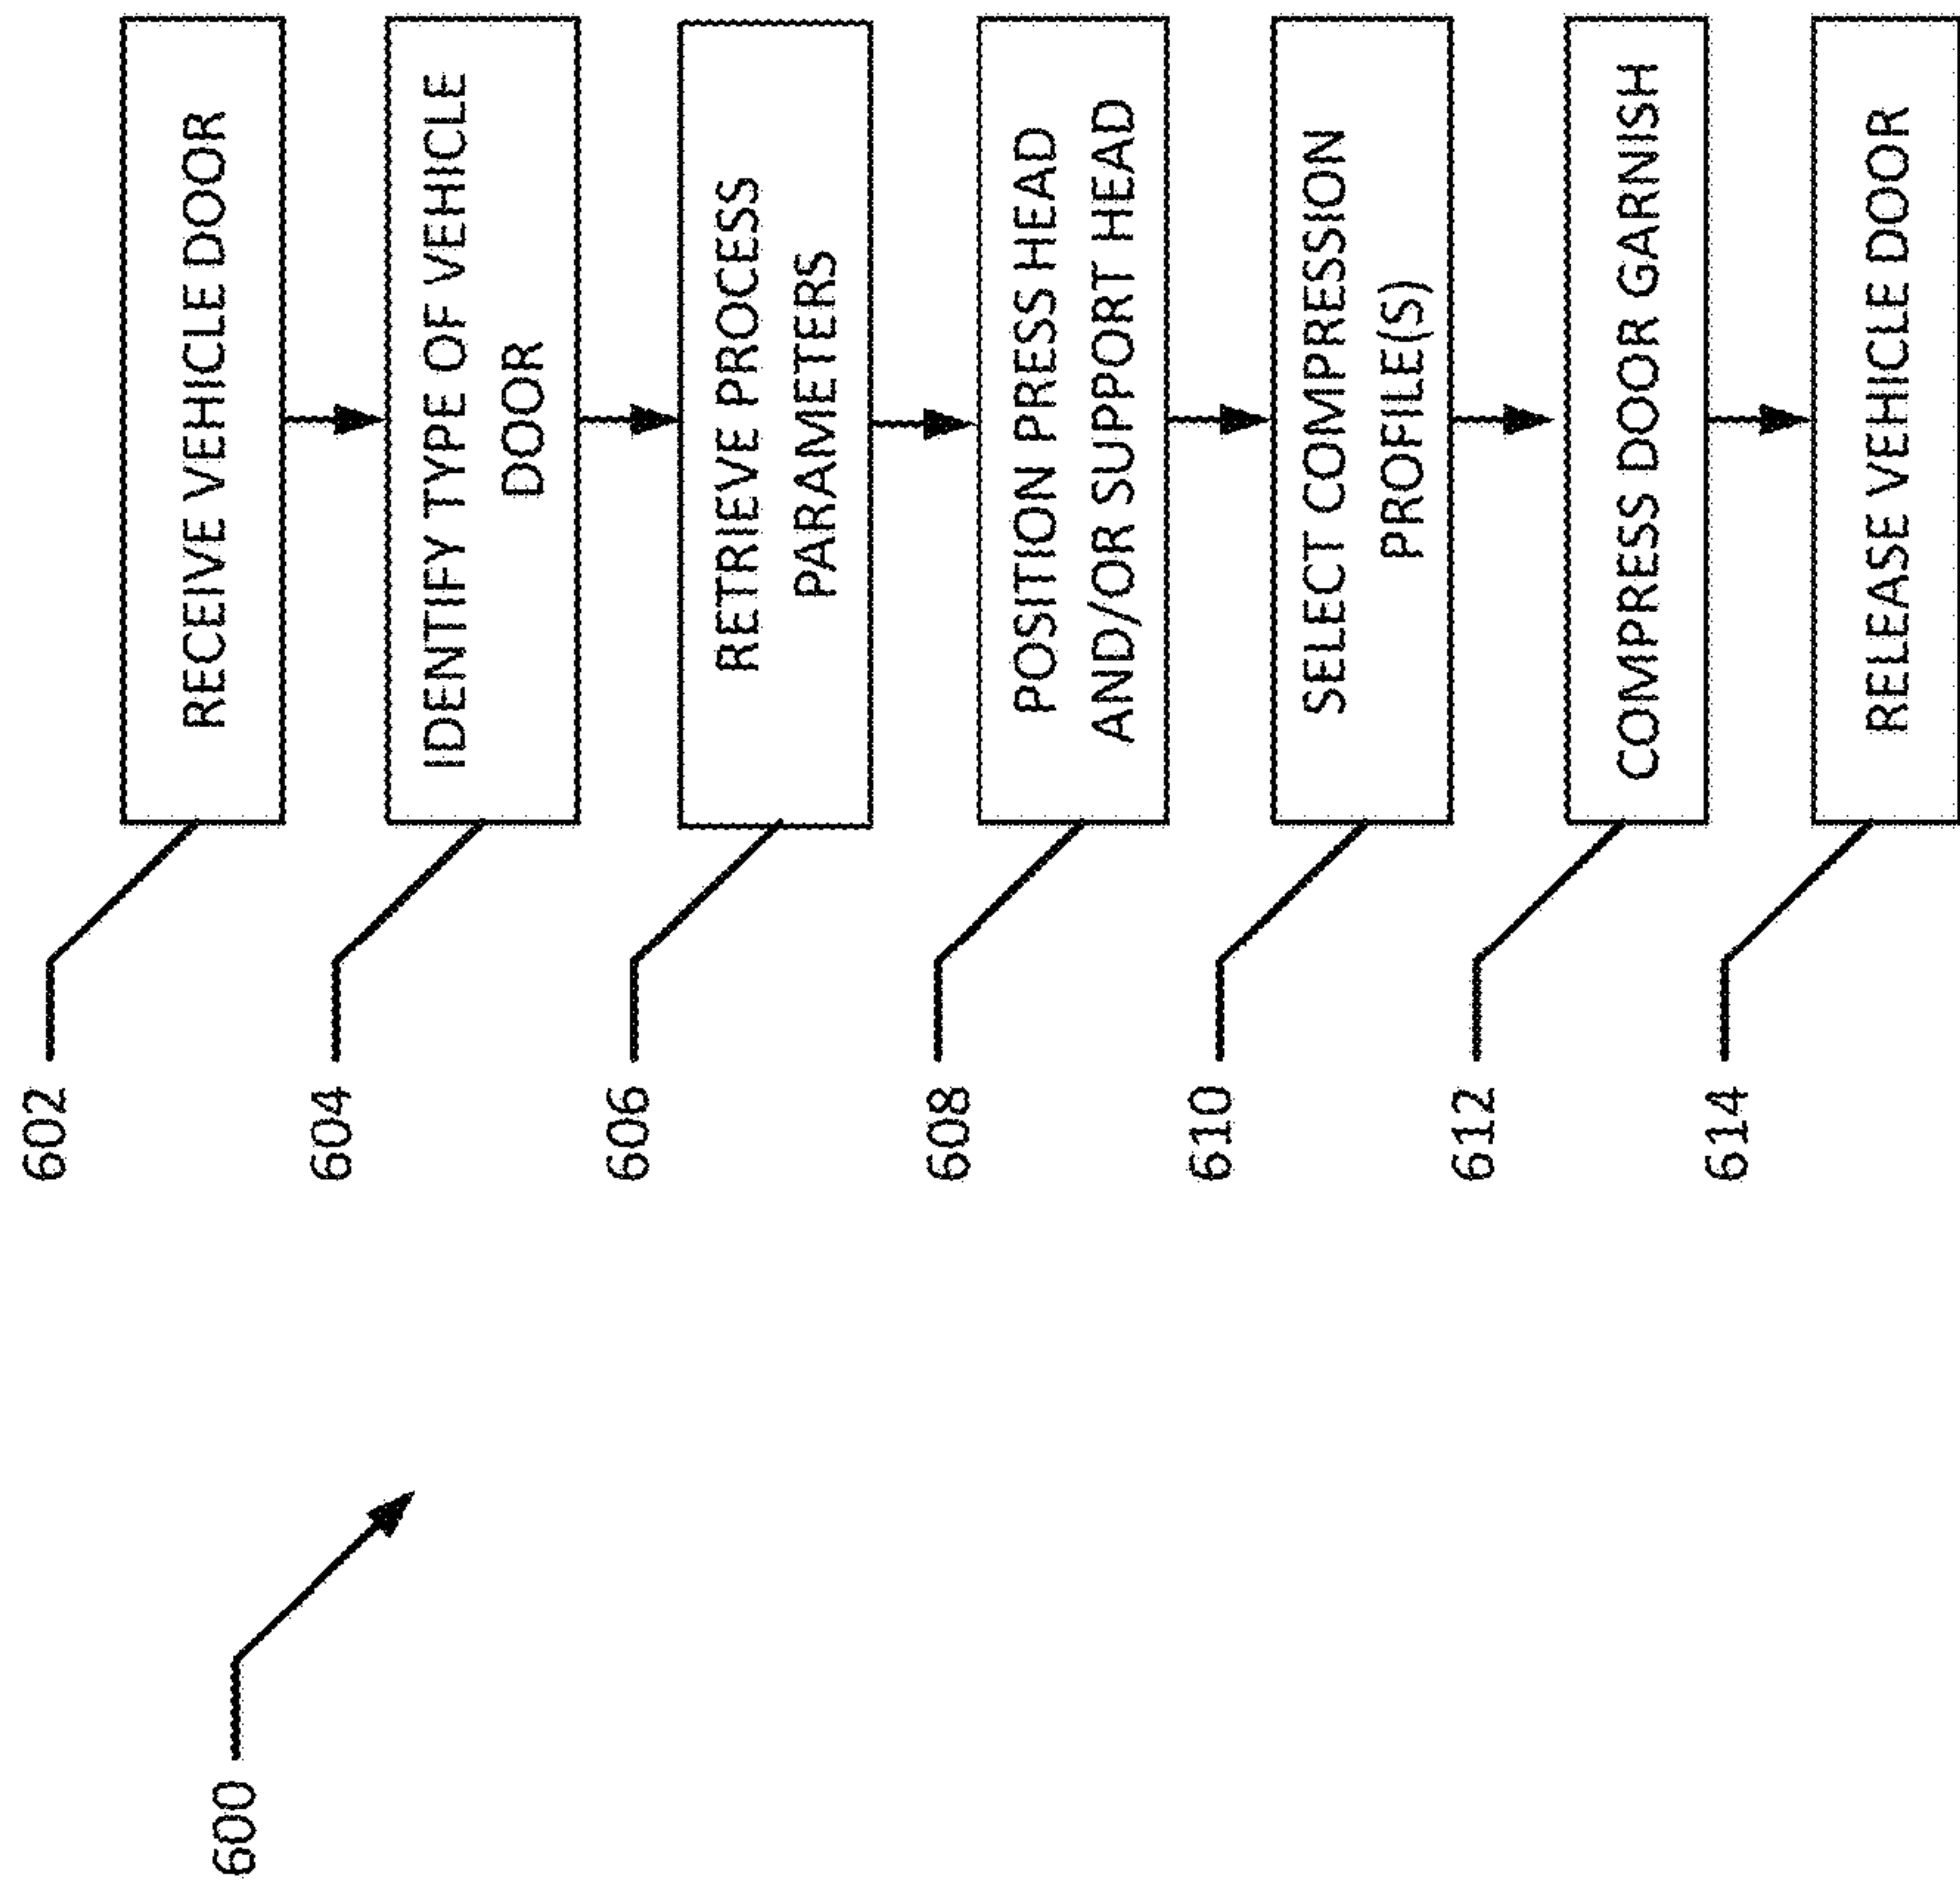 600
602
RECEIVE VEHICLE DOOR
604
IDENTIFY TYPE OF VEHICLE
DOOR
606
RETRIEVE PROCESS
PARAMETERS
608
POSITION PRESS HEAD
AND/OR SUPPORT HEAD
610
SELECT COMPRESSION
PROFILE(S)
612
COMPRESS DOOR GARNISH
614
RELEASE VEHICLE DOOR